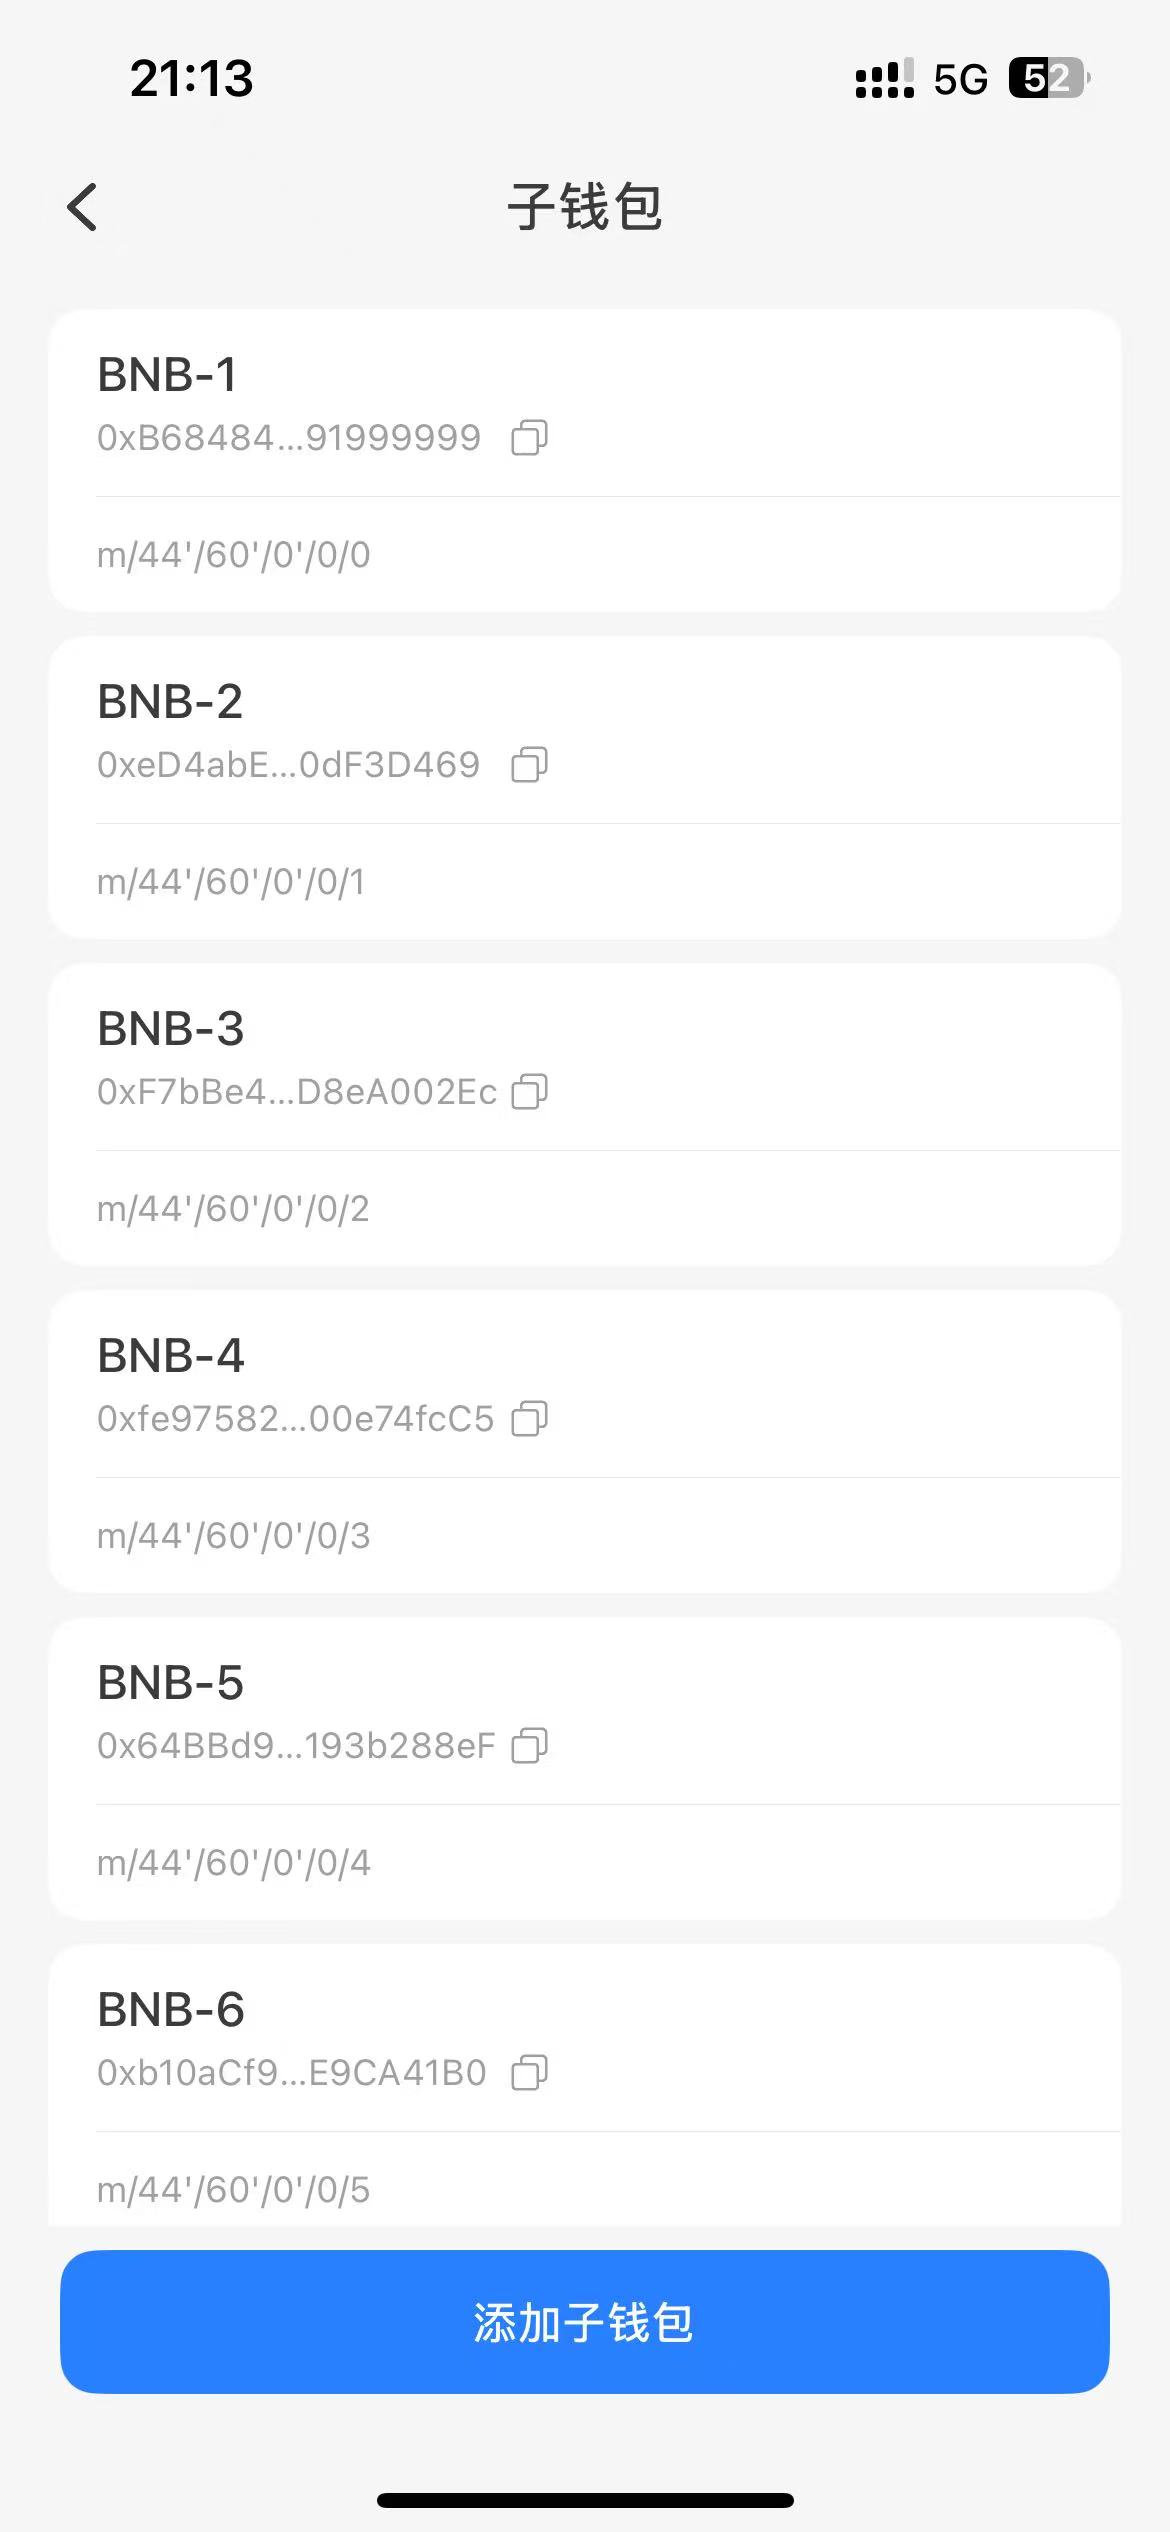 21:13
5G 52
子钱包
BNB-1
0xB68484...91999999
m/44'/60'/0'/0/0
BNB-2
0xeD4abE...0dF3D469
m/44'/60'/0'/0/1
BNB-3
0xF7bBe4...D8eA002Ec
m/44'/60'/0'/0/2
BNB-4
0xfe97582...00e74fcC5
m/44'/60'/0'/0/3
BNB-5
0x64BBd9...193b288eF
m/44'/60'/0'/0/4
BNB-6
0xb10aCf9...E9CA41B0
m/44'/60'/0'/0/5
添加子钱包